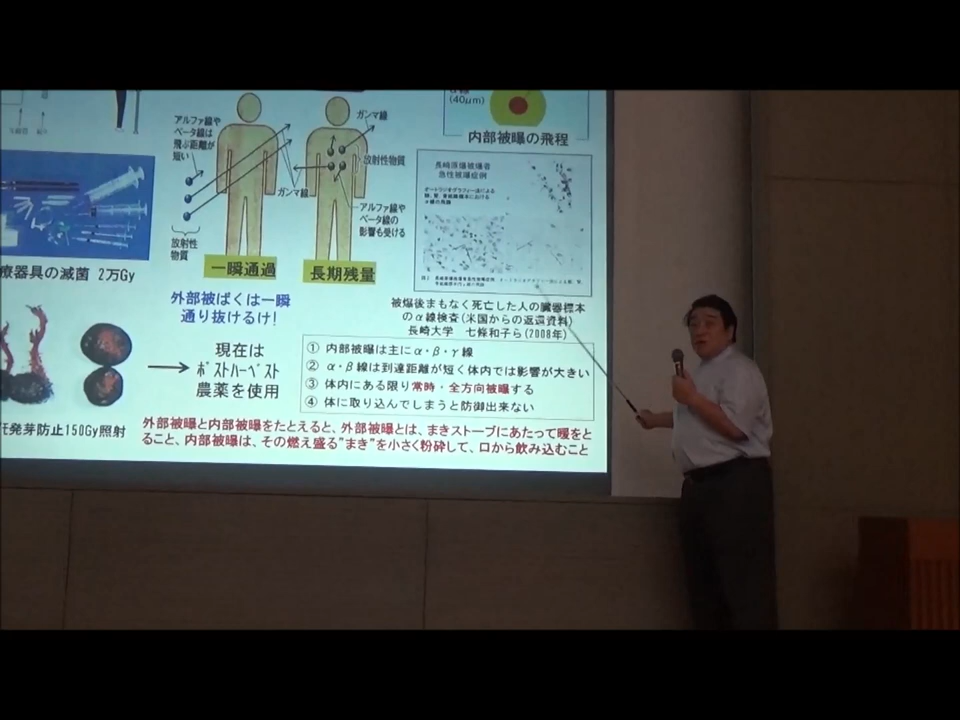 アルファ線や
ベータ線は
飛ぶ距離が
短い
放射性
物質
ガンマ線
ガンマ線
放射性物質
アルファ線や
ベータ線の
影響も受ける
一瞬通過
長期残量
外部被ばくは一瞬
通り抜けるけ!
(40μm)
内部被曝の飛程
長崎原爆被爆者
急性被爆症例
被爆後まもなく死亡した人の臓器標本
のα線検査(米国からの返還資料)
長崎大学 七條和子ら(2008年)
療器具の滅菌 2万Gy
現在は
ポストハーベスト
農薬を使用
発芽防止150Gy照射
① 内部被曝は主にα・β・γ線
② α・β線は到達距離が短く体内では影響が大きい
③ 体内にある限り常時・全方向被曝する
④ 体に取り込んでしまうと防御出来ない
外部被曝と内部被曝をたとえると、外部被曝とは、まきストーブにあたって暖をと
ること、内部被曝は、その燃え盛る"まき"を小さく粉砕して、口から飲み込むこと